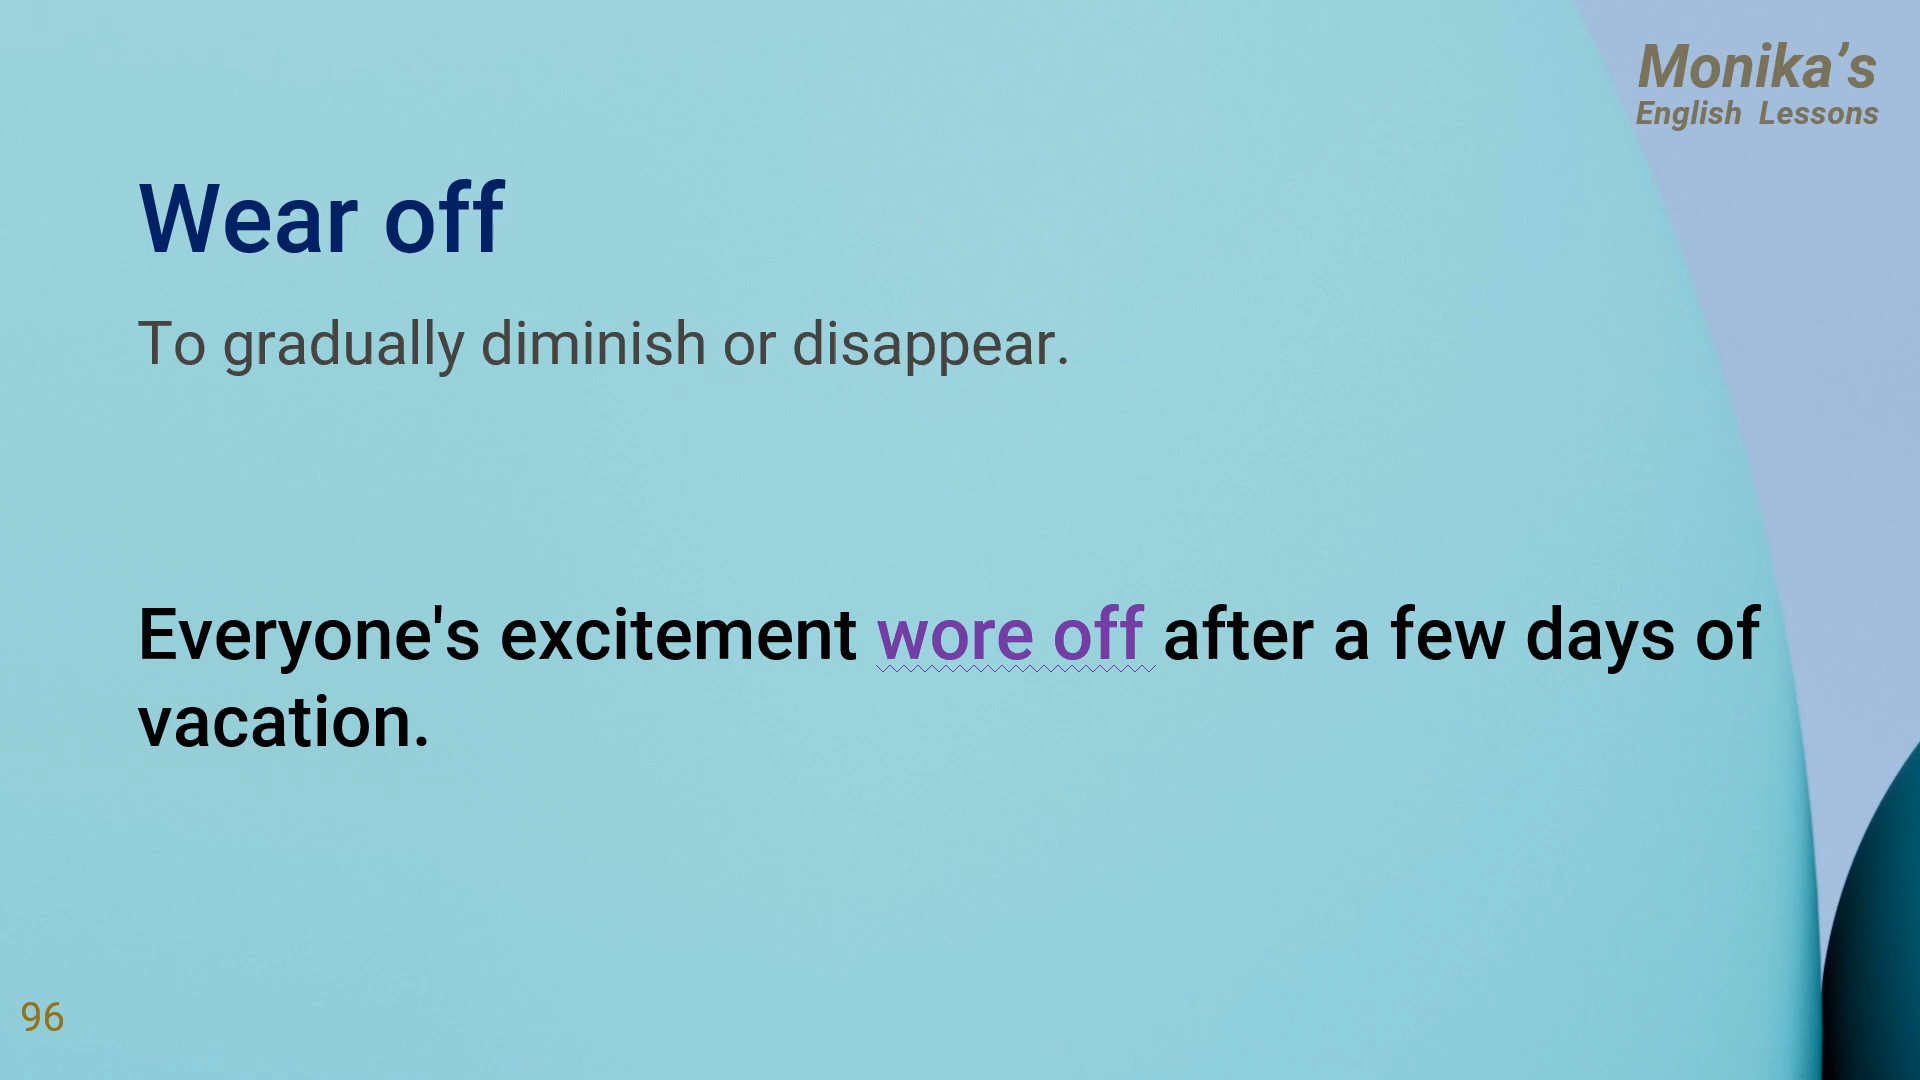 Monika’s
English Lessons
Wear off
To gradually diminish or disappear.
Everyone's excitement wore off after a few days of
vacation.
96